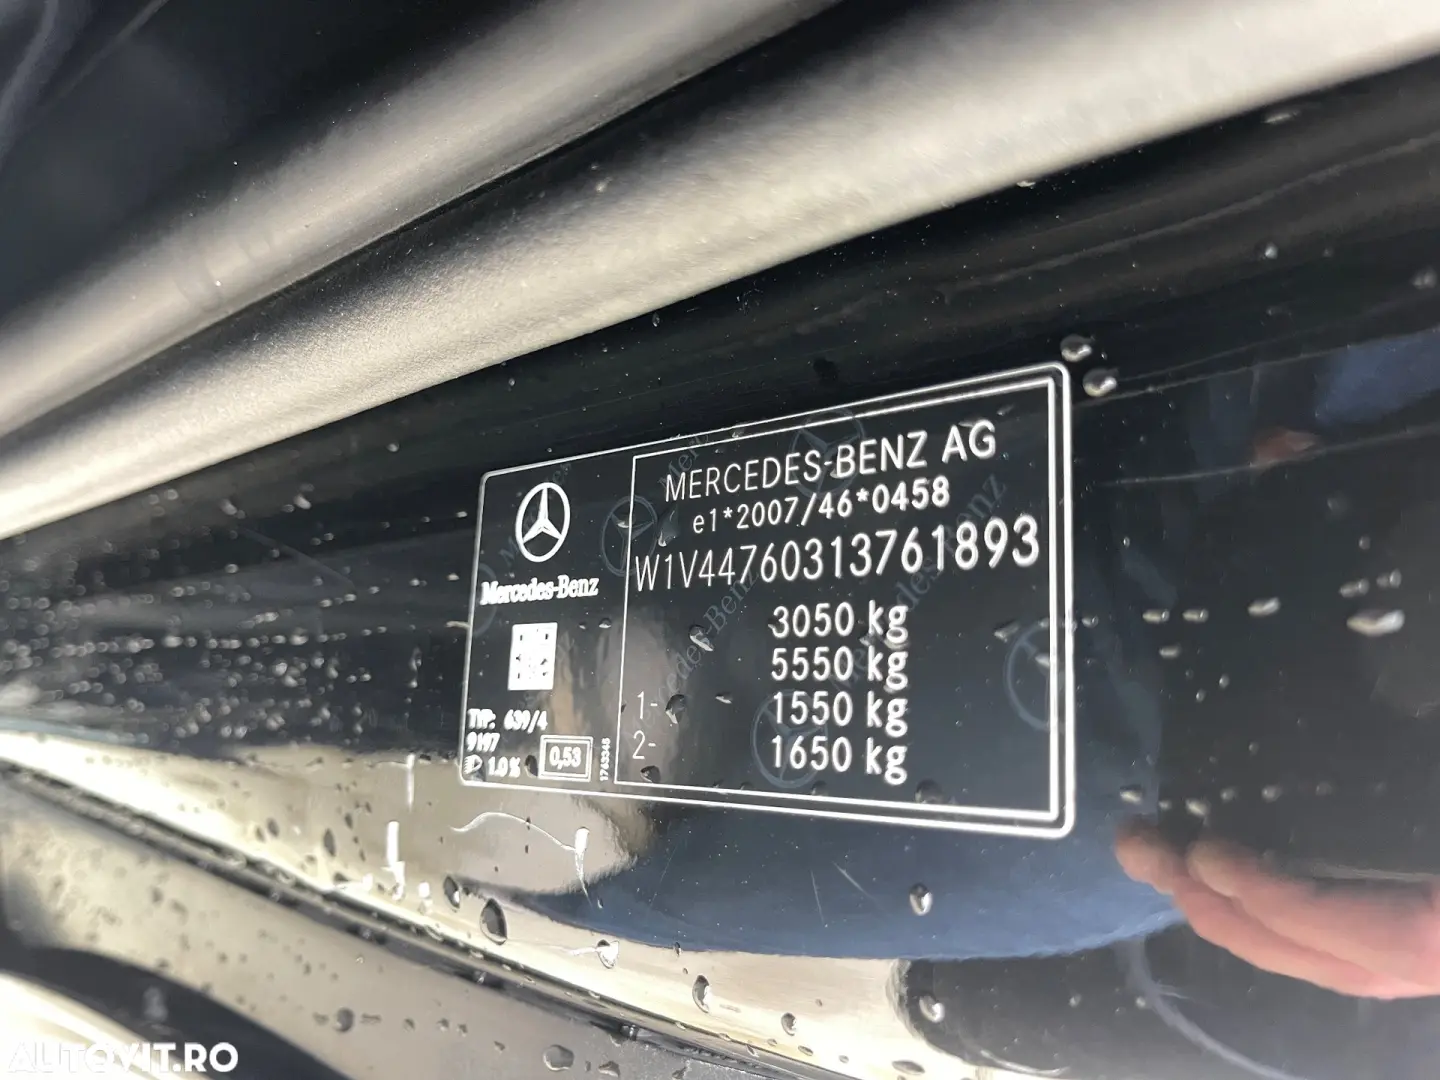 MERCEDES-BENZ AG
e1*2007/46*0458
W1V44760313761893
3050 kg
5550 kg
1- 1550 kg
2- 1650 kg
Mercedes-Benz
TYP: 639/4
9197
1.0% 0,53
1763345
AUTOVIT.RO